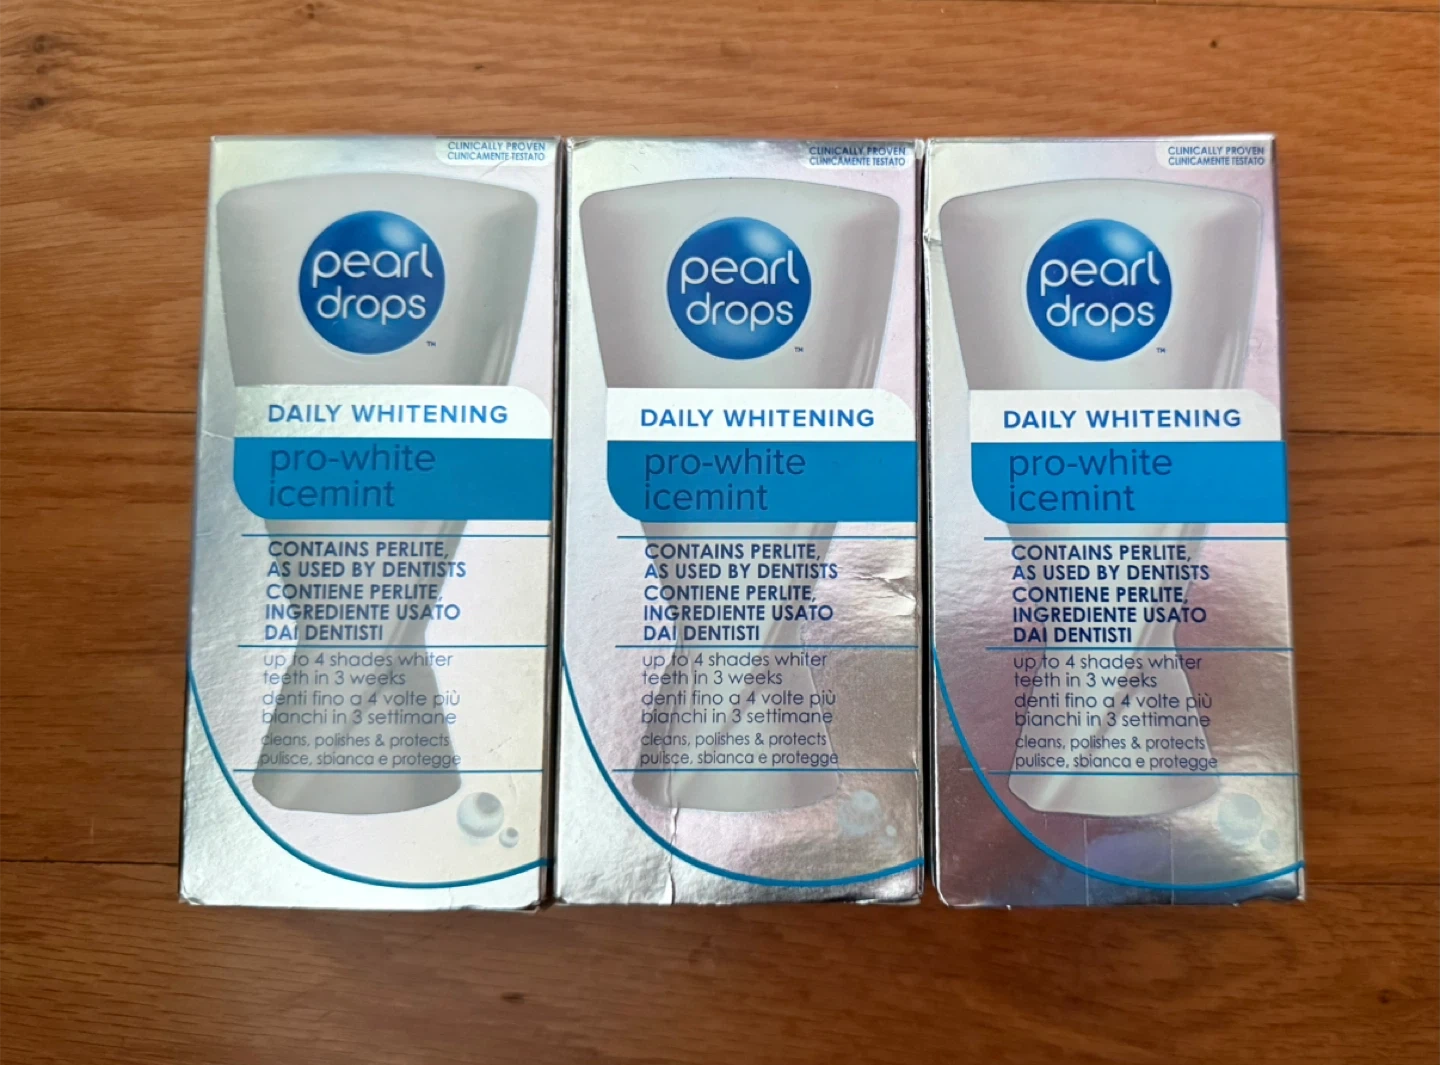 CLINICALLY PROVEN
CLINICAMENTE TESTATO
pearl
drops
™
DAILY WHITENING
pro-white
icemint
CONTAINS PERLITE,
AS USED BY DENTISTS
CONTIENE PERLITE,
INGREDIENTE USATO
DAI DENTISTI
up to 4 shades whiter
teeth in 3 weeks
denti fino a 4 volte più
bianchi in 3 settimane
cleans, polishes & protects
pulisce, sbianca e protegge
CLINICALLY PROVEN
CLINICAMENTE TESTATO
pearl
drops
™
DAILY WHITENING
pro-white
icemint
CONTAINS PERLITE,
AS USED BY DENTISTS
CONTIENE PERLITE,
INGREDIENTE USATO
DAI DENTISTI
up to 4 shades whiter
teeth in 3 weeks
denti fino a 4 volte più
bianchi in 3 settimane
cleans, polishes & protects
pulisce, sbianca e protegge
CLINICALLY PROVEN
CLINICAMENTE TESTATO
pearl
drops
™
DAILY WHITENING
pro-white
icemint
CONTAINS PERLITE,
AS USED BY DENTISTS
CONTIENE PERLITE,
INGREDIENTE USATO
DAI DENTISTI
up to 4 shades whiter
teeth in 3 weeks
denti fino a 4 volte più
bianchi in 3 settimane
cleans, polishes & protects
pulisce, sbianca e protegge